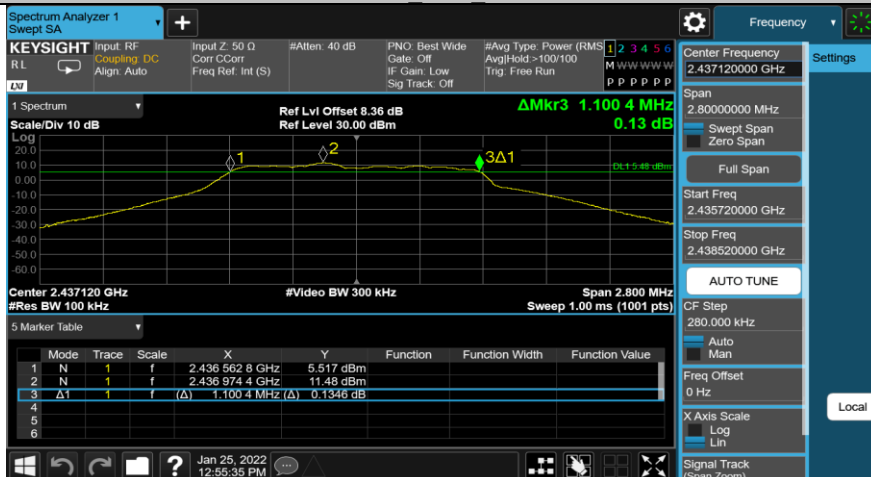 Spectrum Analyzer 1
Swept SA
+
Frequency
KEYSIGHT
RL
LXI
Input: RF
Coupling: DC
Align: Auto
Input Z: 50 Ω
Corr CCorr
Freq Ref: Int (S)
#Atten: 40 dB
PNO: Best Wide
Gate: Off
IF Gain: Low
Sig Track: Off
#Avg Type: Power (RMS
Avg|Hold:>100/100
Trig: Free Run
1 2 3 4 5 6
M W W W W W
P P P P P P
1 Spectrum
Scale/Div 10 dB
Log
Ref Lvl Offset 8.36 dB
Ref Level 30.00 dBm
ΔMkr3 1.100 4 MHz
0.13 dB
20.0
10.0
0.00
-10.0
-20.0
-30.0
-40.0
-50.0
-60.0
1
2
3Δ1
DL1 5.48 dBm
Center 2.437120 GHz
#Res BW 100 kHz
#Video BW 300 kHz
Span 2.800 MHz
Sweep 1.00 ms (1001 pts)
5 Marker Table
Mode Trace Scale X Y Function Function Width Function Value
1 N 1 f 2.436 562 8 GHz 5.517 dBm
2 N 1 f 2.436 974 4 GHz 11.48 dBm
3 Δ1 1 f (Δ) 1.100 4 MHz (Δ) 0.1346 dB
4
5
6
?
Jan 25, 2022
12:55:35 PM
Center Frequency
2.437120000 GHz
Span
2.80000000 MHz
Swept Span
Zero Span
Full Span
Start Freq
2.435720000 GHz
Stop Freq
2.438520000 GHz
AUTO TUNE
CF Step
280.000 kHz
Auto
Man
Freq Offset
0 Hz
X Axis Scale
Log
Lin
Signal Track
(Span Zoom)
Settings
Local